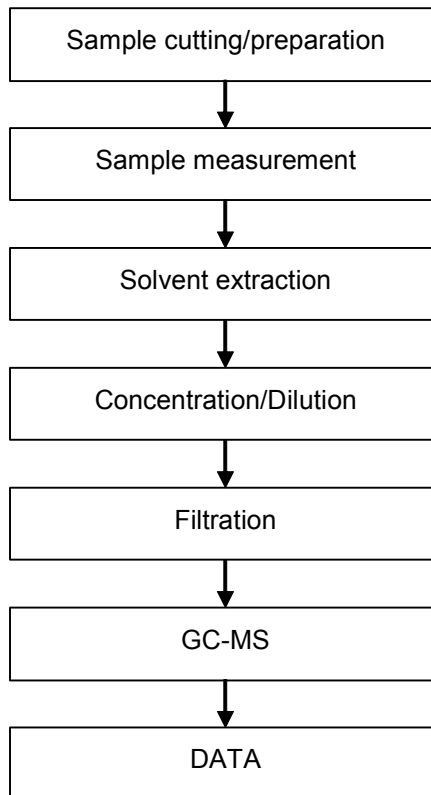 Sample cutting/preparation
Sample measurement
Solvent extraction
Concentration/Dilution
Filtration
GC-MS
DATA